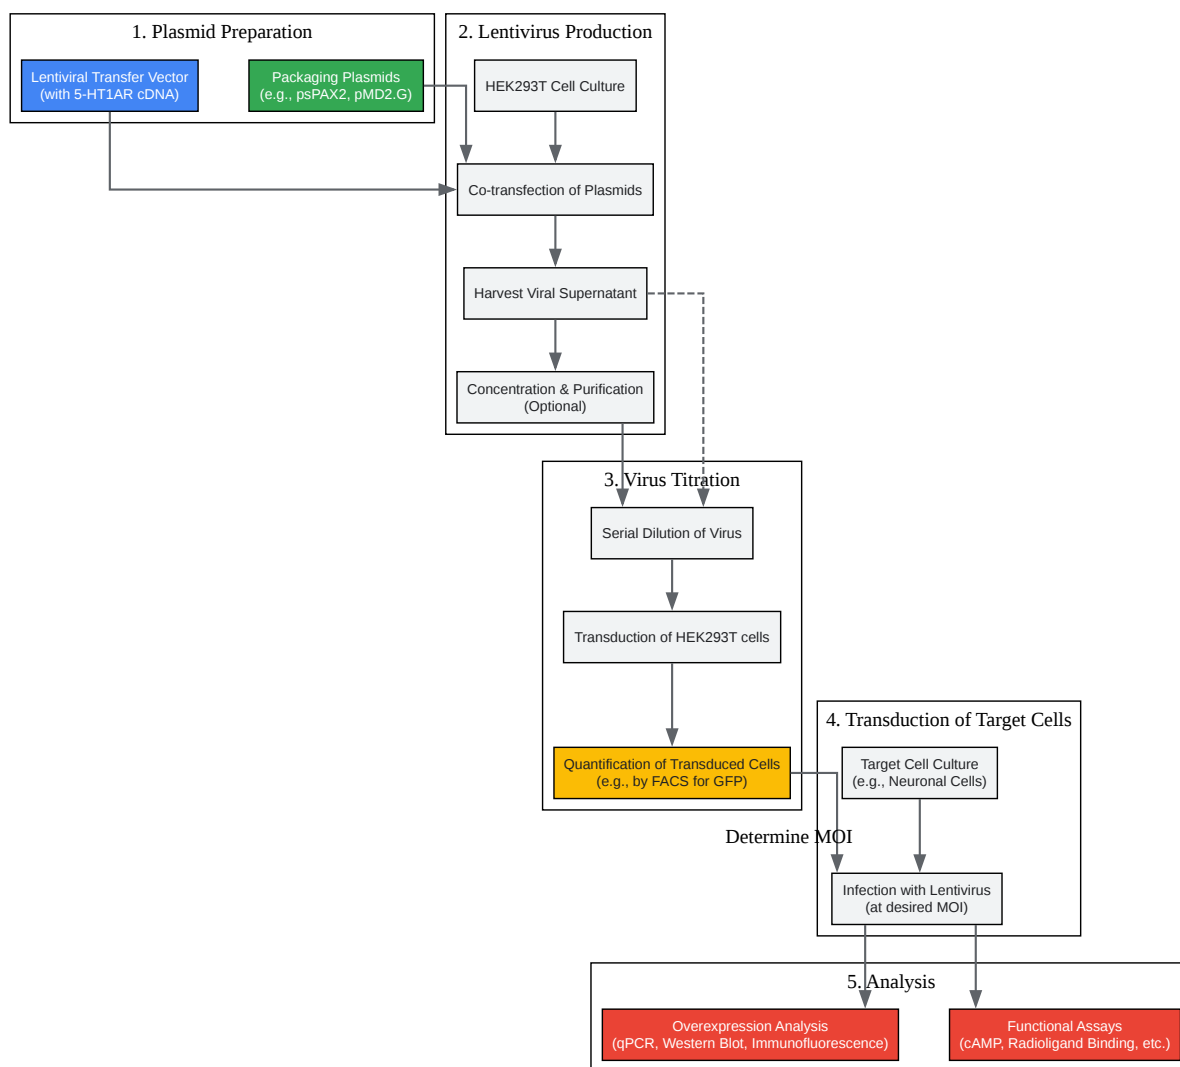 1. Plasmid Preparation
Lentiviral Transfer Vector
(with 5-HT1AR cDNA)
Packaging Plasmids
(e.g., psPAX2, pMD2.G)
2. Lentivirus Production
HEK293T Cell Culture
Co-transfection of Plasmids
Harvest Viral Supernatant
Concentration & Purification
(Optional)
3. Virus Titration
Serial Dilution of Virus
Transduction of HEK293T cells
Quantification of Transduced Cells
(e.g., by FACS for GFP)
Determine MOI
4. Transduction of Target Cells
Target Cell Culture
(e.g., Neuronal Cells)
Infection with Lentivirus
(at desired MOI)
5. Analysis
Overexpression Analysis
(qPCR, Western Blot, Immunofluorescence)
Functional Assays
(cAMP, Radioligand Binding, etc.)